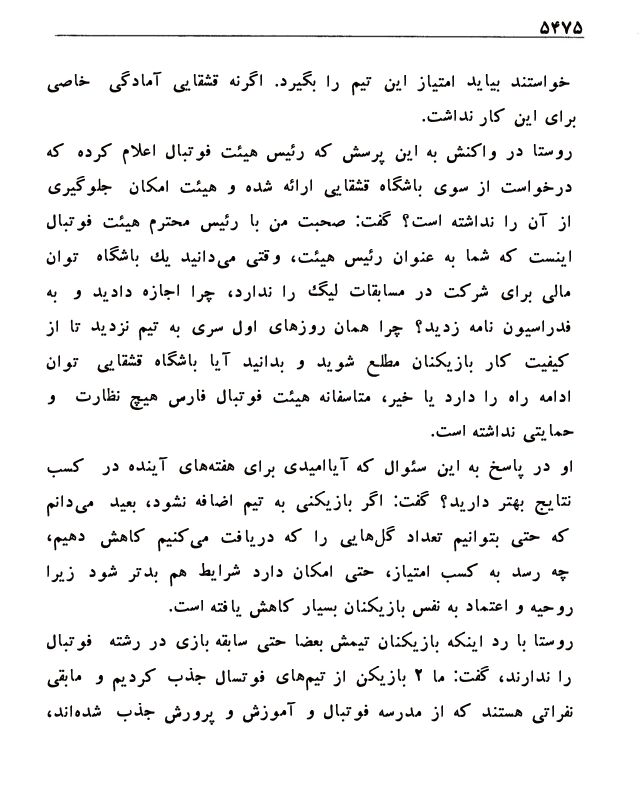 ۵۴۷۵
خواستند بیاید امتیاز این تیم را بگیرد. اگرنه قشقایی آمادگی خاصی
برای این کار نداشت.
روستا در واکنش به این پرسش که رئیس هیئت فوتبال اعلام کرده که
درخواست از سوی باشگاه قشقایی ارائه شده و هیئت امکان جلوگیری
از آن را نداشته است؟ گفت: صحبت من با رئیس محترم هیئت فوتبال
اینست که شما به عنوان رئیس هیئت، وقتی می‌دانید یك باشگاه توان
مالی برای شرکت در مسابقات لیگ را ندارد، چرا اجازه دادید و به
فدراسیون نامه زدید؟ چرا همان روزهای اول سری به تیم نزدید تا از
کیفیت کار بازیکنان مطلع شوید و بدانید آیا باشگاه قشقایی توان
ادامه راه را دارد یا خیر، متاسفانه هیئت فوتبال فارس هیچ نظارت و
حمایتی نداشته است.
او در پاسخ به این سئوال که آیاامیدی برای هفته‌های آینده در کسب
نتایج بهتر دارید؟ گفت: اگر بازیکنی به تیم اضافه نشود، بعید می‌دانم
که حتی بتوانیم تعداد گل‌هایی را که دریافت می‌کنیم کاهش دهیم،
چه رسد به کسب امتیاز، حتی امکان دارد شرایط هم بدتر شود زیرا
روحیه و اعتماد به نفس بازیکنان بسیار کاهش یافته است.
روستا با رد اینکه بازیکنان تیمش بعضا حتی سابقه بازی در رشته فوتبال
را ندارند، گفت: ما ۲ بازیکن از تیم‌های فوتسال جذب کردیم و مابقی
نفراتی هستند که از مدرسه فوتبال و آموزش و پرورش جذب شده‌اند،